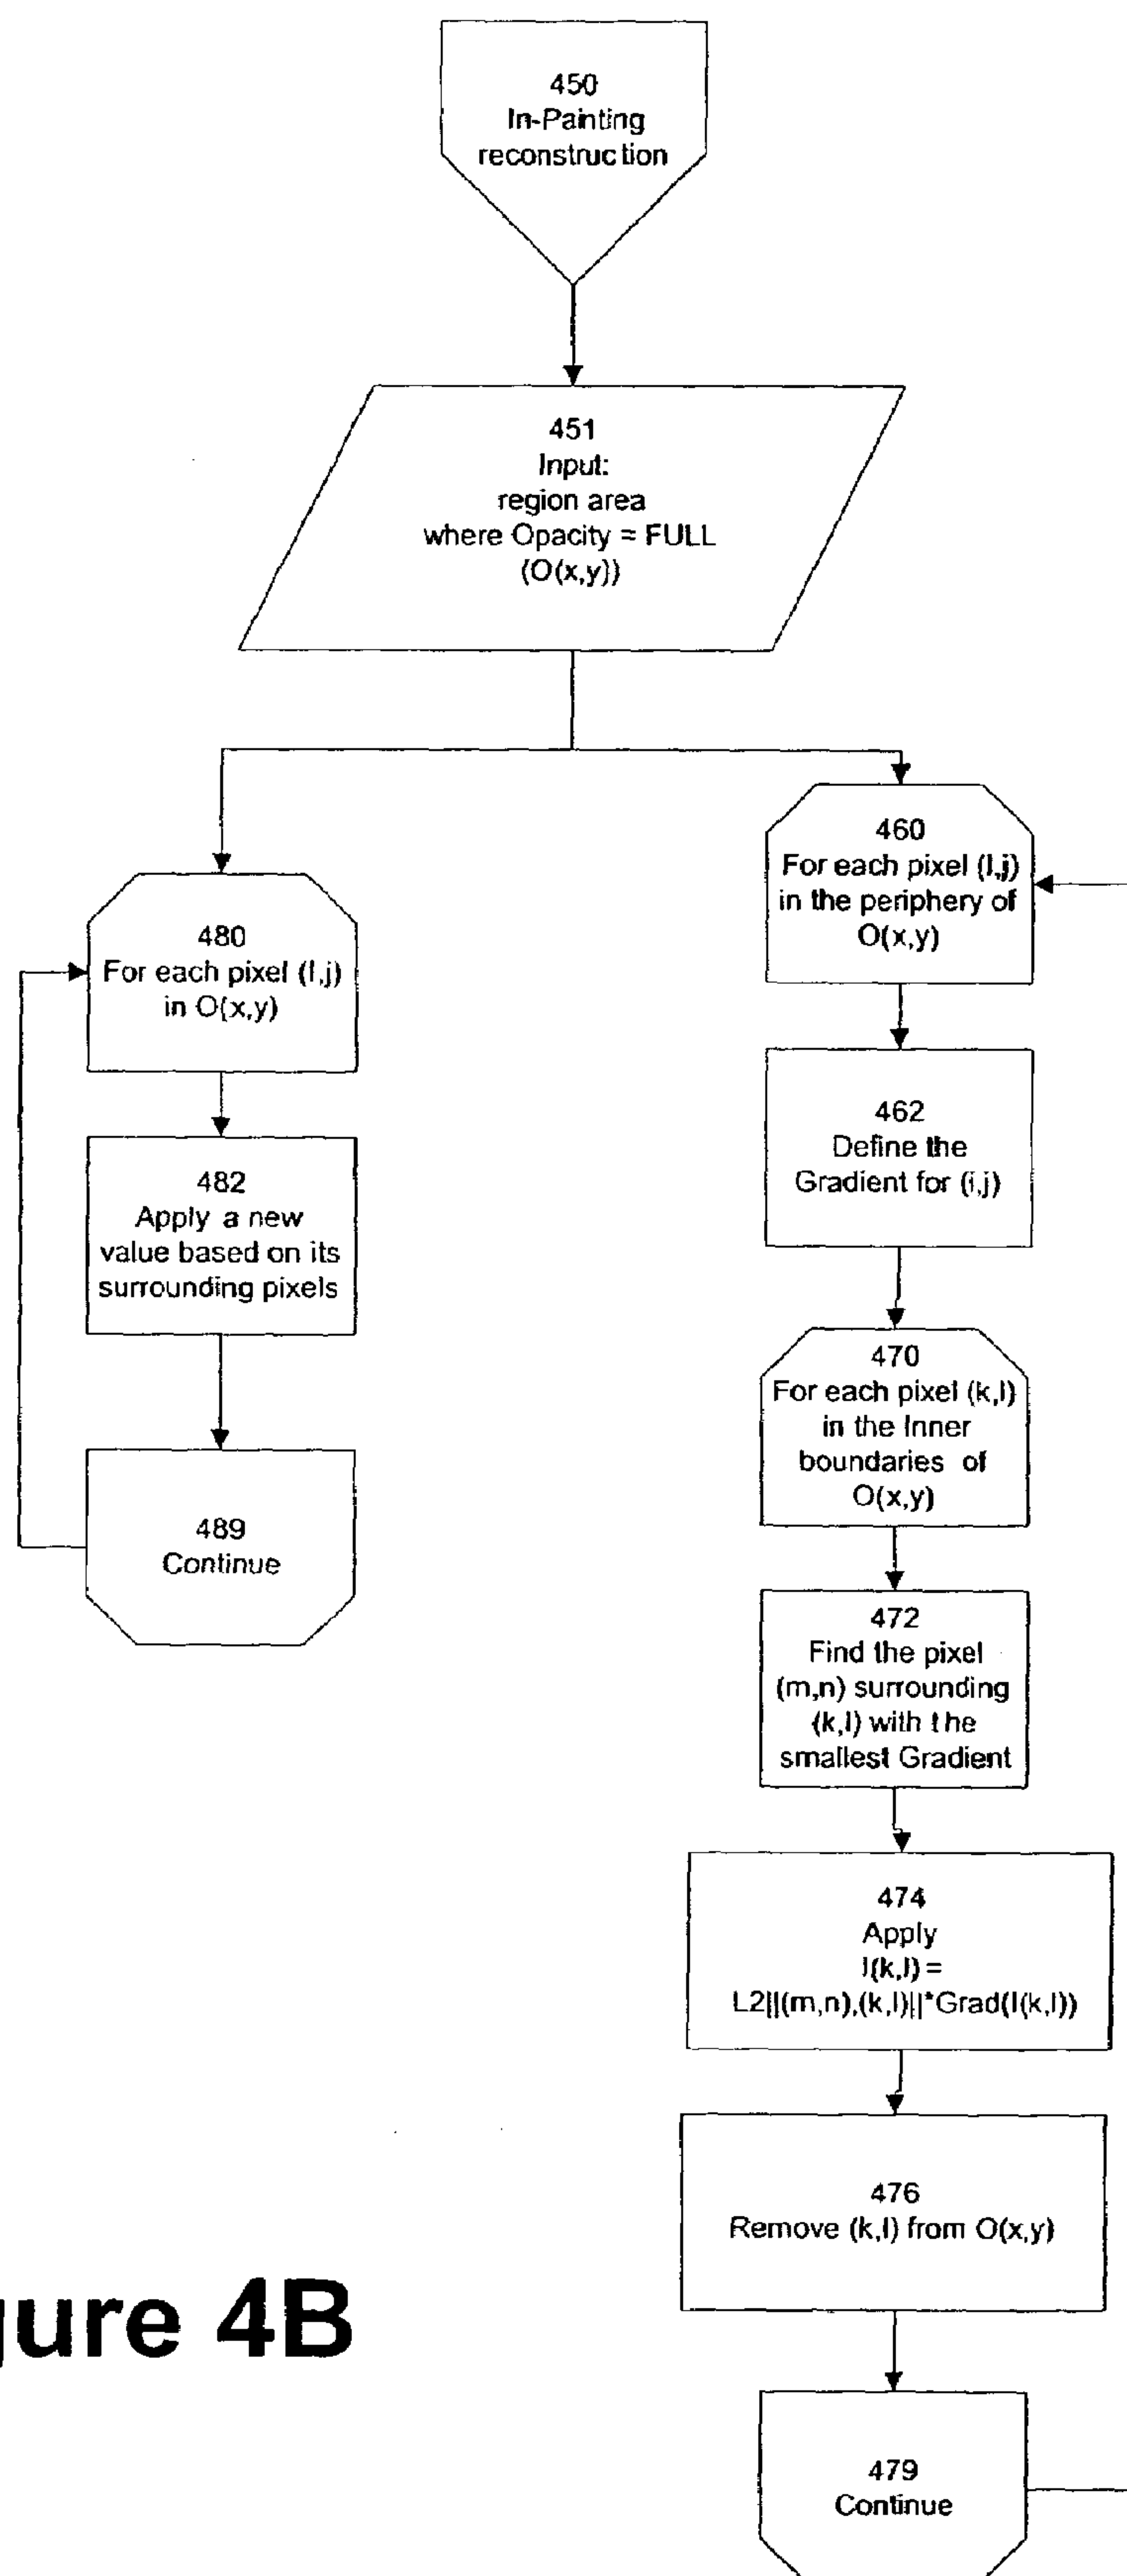 450
In-Painting
reconstruction
451
Input:
region area
where Opacity = FULL
(O(x,y))
480
For each pixel (I,j)
in O(x,y)
482
Apply a new
value based on its
surrounding pixels
489
Continue
460
For each pixel (I,j)
in the periphery of
O(x,y)
462
Define the
Gradient for (i,j)
470
For each pixel (k,l)
in the Inner
boundaries of
O(x,y)
472
Find the pixel
(m,n) surrounding
(k,l) with the
smallest Gradient
474
Apply
I(k,l) =
L2||(m,n),(k,l)||*Grad(I(k,l))
476
Remove (k,l) from O(x,y)
479
Continue
gure 4B